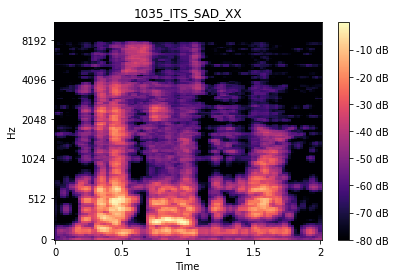 1035_ITS_SAD_XX
8192
4096
2048
1024
512
0
Hz
0
0.5
1
1.5
2
Time
-10 dB
-20 dB
-30 dB
-40 dB
-50 dB
-60 dB
-70 dB
-80 dB